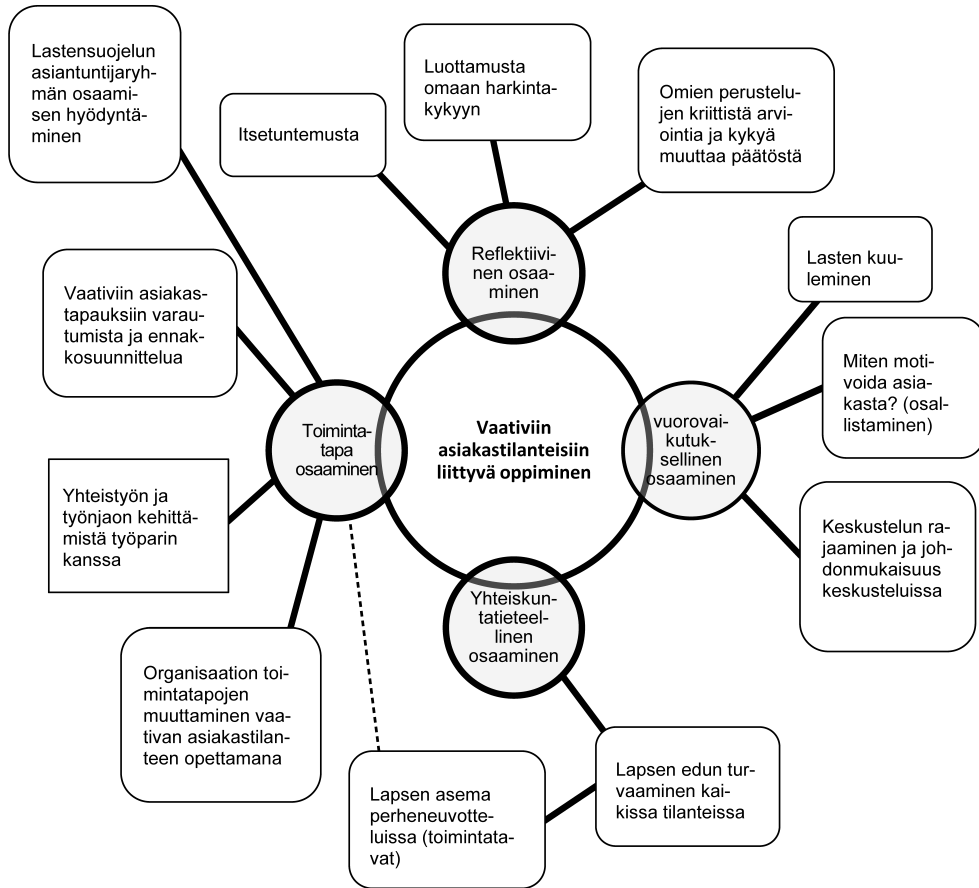 Lastensuojelun
asiantuntijaryh-
män osaami-
sen hyödyntä-
minen
Itsetuntemusta
Luottamusta
omaan harkinta-
kykyyn
Omien perustelu-
jen kriittistä arvi-
ointia ja kykyä
muuttaa päätöstä
Reflektiivi-
nen osaa-
minen
Lasten kuu-
leminen
Vaativiin asiakas-
tapauksiin varau-
tumista ja ennak-
kosuunnittelua
Miten moti-
voida asia-
kasta? (osal-
listaminen)
Toiminta-
tapa
osaaminen
Vaativiin
asiakastilanteisiin
liittyvä oppiminen
vuorovai-
kutuk-
sellinen
osaaminen
Yhteistyön ja
työnjaon kehittä-
mistä työparin
kanssa
Keskustelun ra-
jaaminen ja joh-
donmukaisuus
keskusteluissa
Yhteiskun-
tatieteel-
linen
osaaminen
Organisaation toi-
mintatapojen
muuttaminen vaa-
tivan asiakastilan-
teen opettamana
Lapsen asema
perheneuvotte-
luissa (toimintata-
vat)
Lapsen edun tur-
vaaminen kai-
kissa tilanteissa